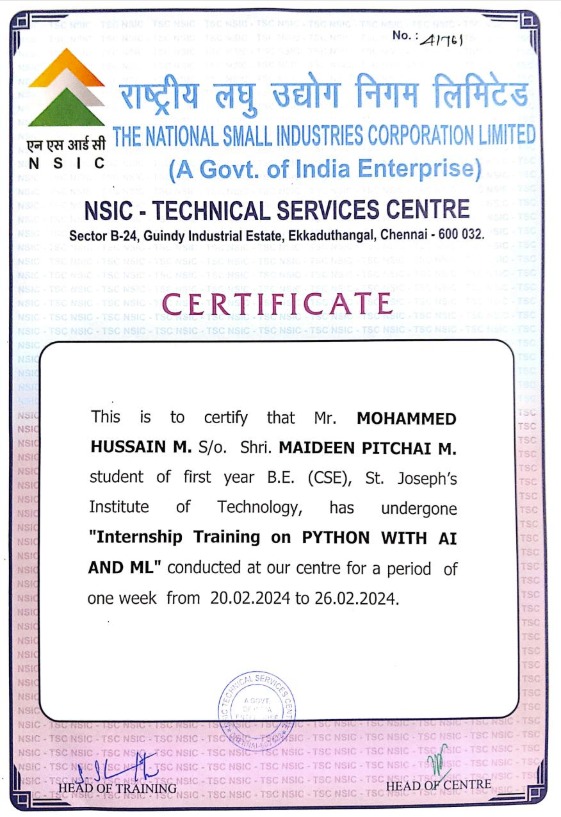 No. : 41761
राष्ट्रीय लघु उद्योग निगम लिमिटेड
एन एस आई सी
N S I C
THE NATIONAL SMALL INDUSTRIES CORPORATION LIMITED
(A Govt. of India Enterprise)
NSIC - TECHNICAL SERVICES CENTRE
Sector B-24, Guindy Industrial Estate, Ekkaduthangal, Chennai - 600 032.
CERTIFICATE
This is to certify that Mr. MOHAMMED
HUSSAIN M. S/o. Shri. MAIDEEN PITCHAI M.
student of first year B.E. (CSE), St. Joseph's
Institute of Technology, has undergone
"Internship Training on PYTHON WITH AI
AND ML" conducted at our centre for a period of
one week from 20.02.2024 to 26.02.2024.
TECHNICAL SERVICES CENTRE
A GOVT.
HEAD OF TRAINING
HEAD OF CENTRE